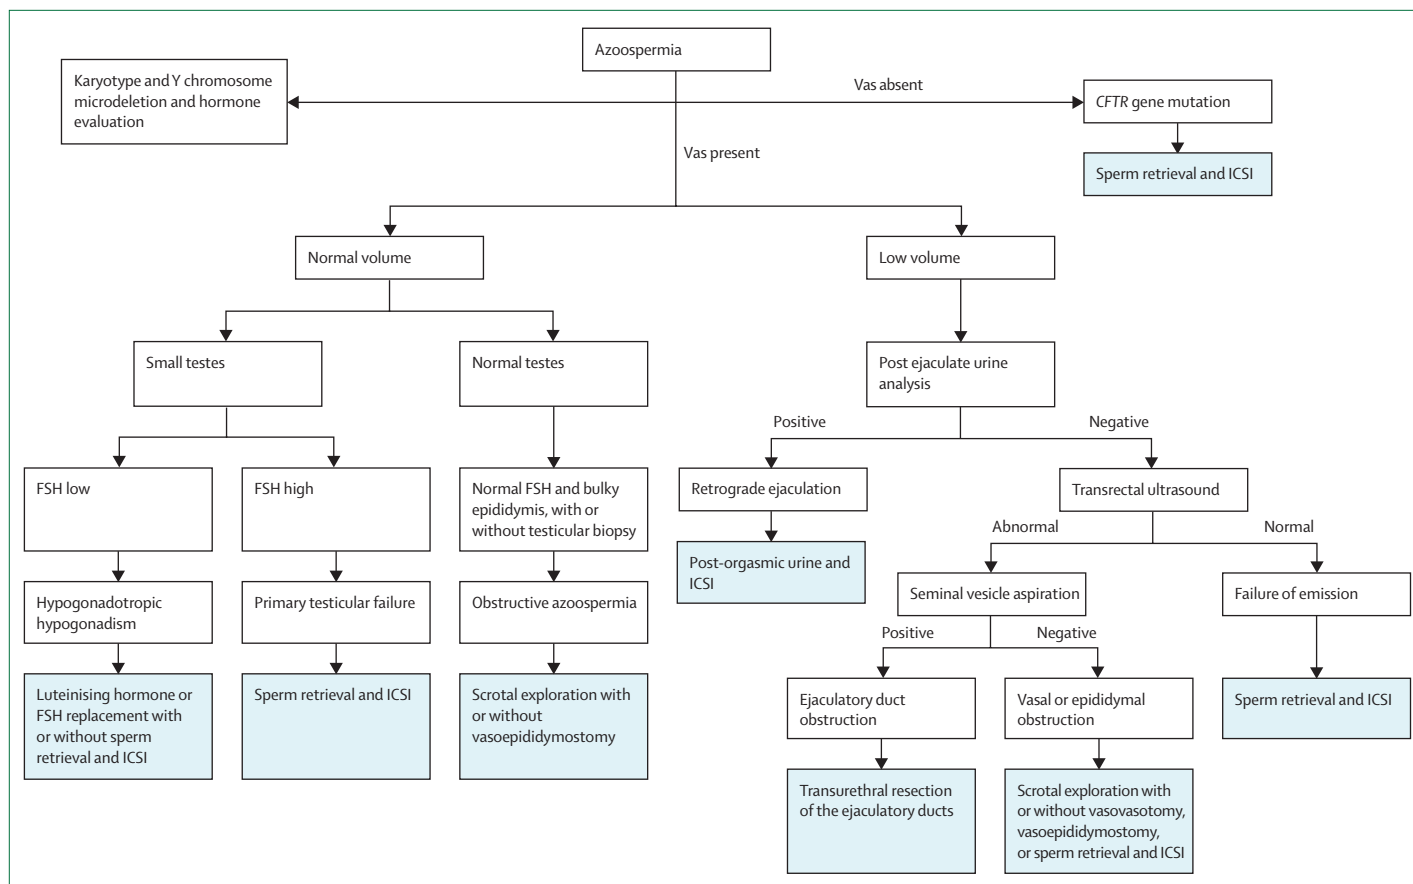 Azoospermia
Karyotype and Y chromosome
microdeletion and hormone
evaluation
Vas absent
CFTR gene mutation
Vas present
Sperm retrieval and ICSI
Normal volume
Low volume
Small testes
Normal testes
Post ejaculate urine
analysis
Positive
Negative
FSH low
FSH high
Normal FSH and bulky
epididymis, with or
without testicular biopsy
Retrograde ejaculation
Transrectal ultrasound
Abnormal
Normal
Post-orgasmic urine and
ICSI
Hypogonadotropic
hypogonadism
Primary testicular failure
Obstructive azoospermia
Seminal vesicle aspiration
Failure of emission
Positive
Negative
Luteinising hormone or
FSH replacement with
or without sperm
retrieval and ICSI
Sperm retrieval and ICSI
Scrotal exploration with
or without
vasoepididymostomy
Ejaculatory duct
obstruction
Vasal or epididymal
obstruction
Sperm retrieval and ICSI
Transurethral resection
of the ejaculatory ducts
Scrotal exploration with
or without vasovasotomy,
vasoepididymostomy,
or sperm retrieval and ICSI